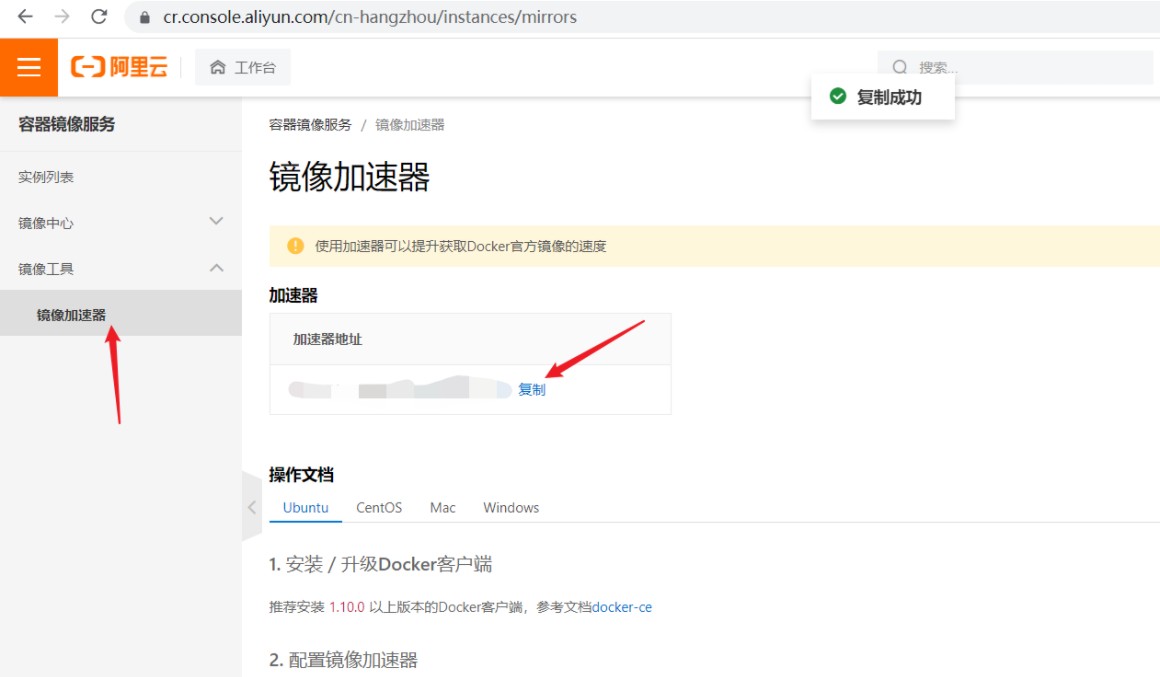 cr.console.aliyun.com/cn-hangzhou/instances/mirrors
阿里云
工作台
搜索...
复制成功
容器镜像服务
实例列表
镜像中心
镜像工具
镜像加速器
容器镜像服务 / 镜像加速器
镜像加速器
使用加速器可以提升获取Docker官方镜像的速度
加速器
加速器地址
复制
操作文档
Ubuntu CentOS Mac Windows
1. 安装 / 升级Docker客户端
推荐安装 1.10.0 以上版本的Docker客户端，参考文档docker-ce
2. 配置镜像加速器